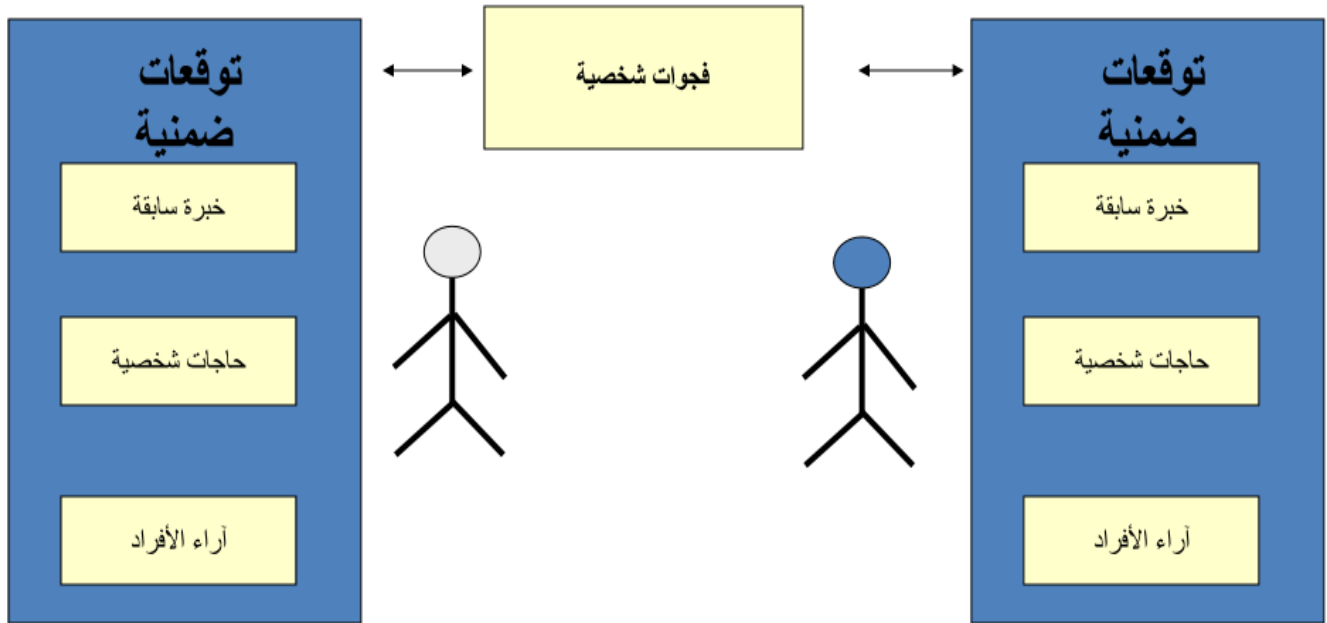 توقعات
ضمنية
خبرة سابقة
حاجات شخصية
آراء الأفراد
فجوات شخصية
توقعات
ضمنية
خبرة سابقة
حاجات شخصية
آراء الأفراد